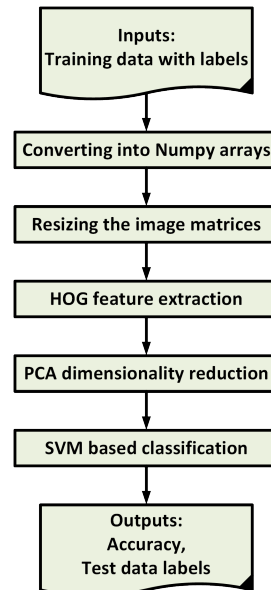 Inputs:
Training data with labels
Converting into Numpy arrays
Resizing the image matrices
HOG feature extraction
PCA dimensionality reduction
SVM based classification
Outputs:
Accuracy,
Test data labels